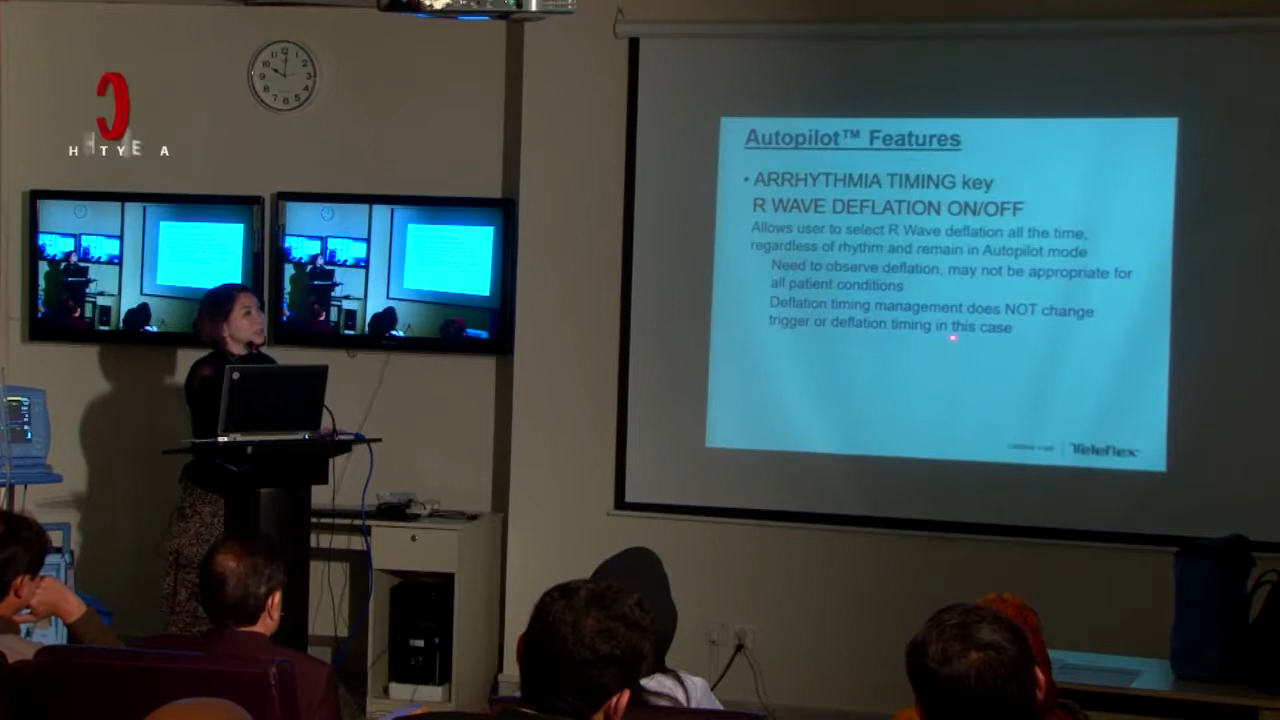 Autopilot™ Features
• ARRHYTHMIA TIMING key
R WAVE DEFLATION ON/OFF
Allows user to select R Wave deflation all the time,
regardless of rhythm and remain in Autopilot mode
Need to observe deflation, may not be appropriate for
all patient conditions
Deflation timing management does NOT change
trigger or deflation timing in this case
Teleflex